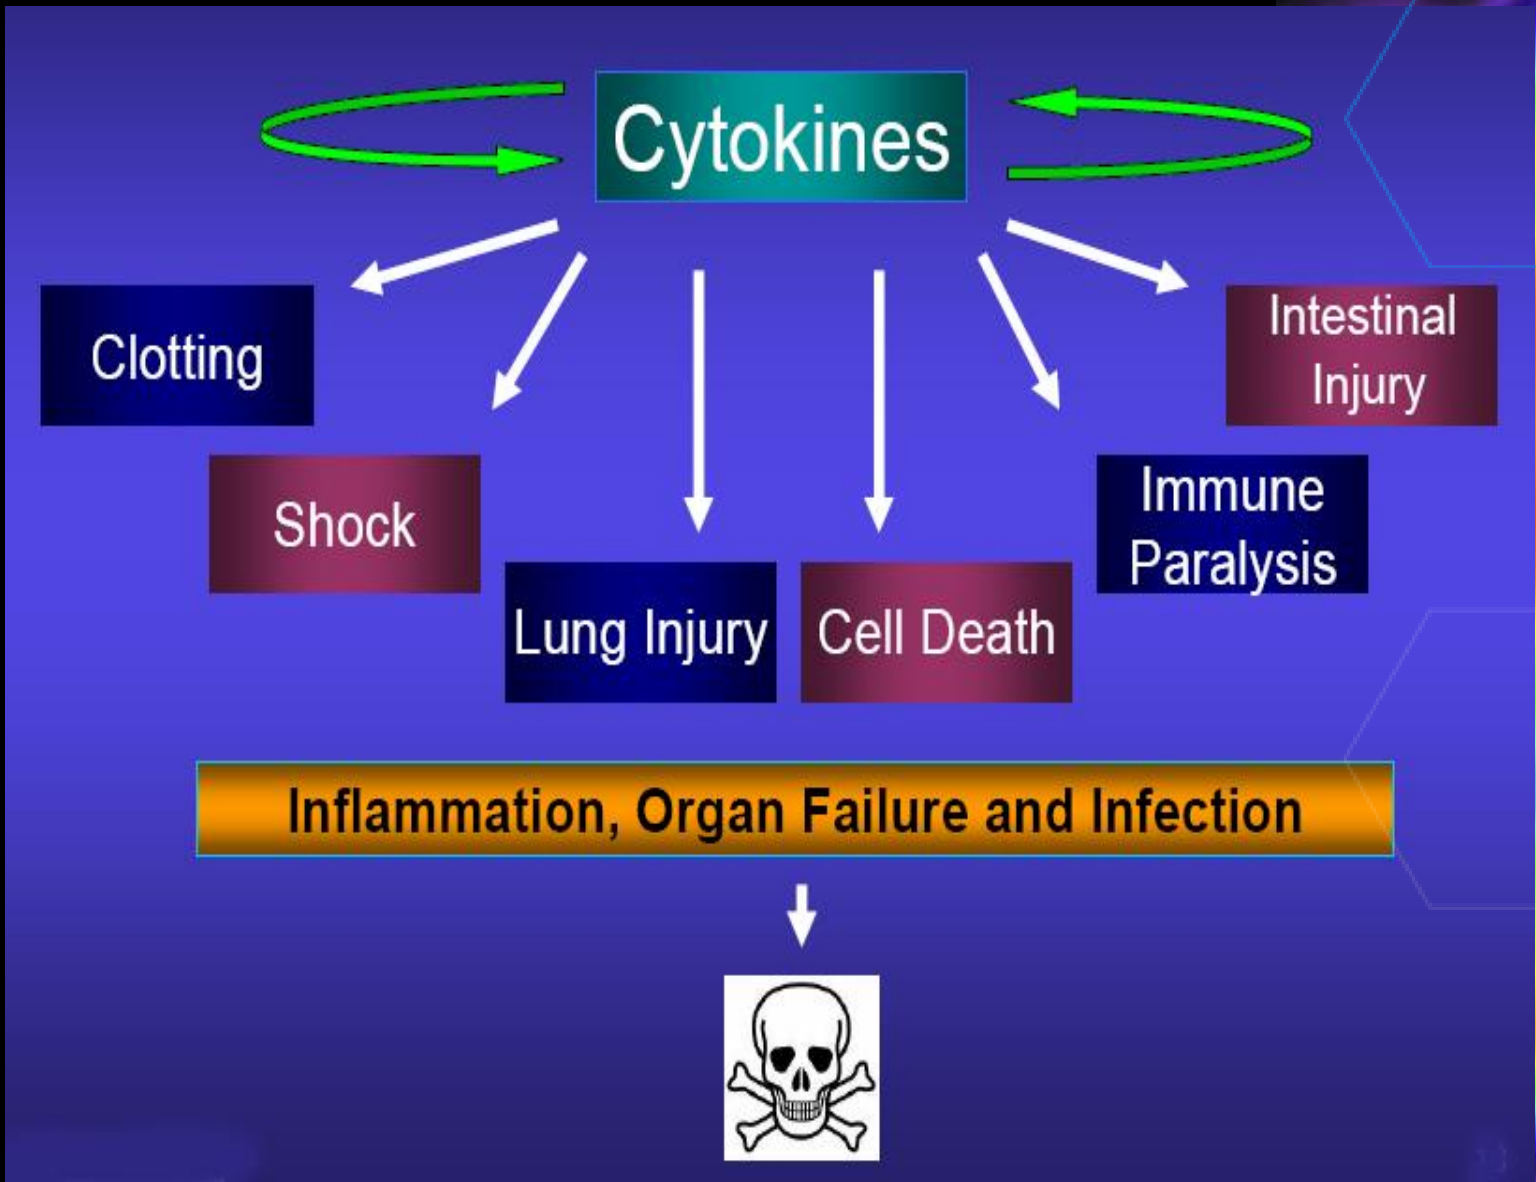 Cytokines
Clotting
Intestinal
Injury
Shock
Immune
Paralysis
Lung Injury
Cell Death
Inflammation, Organ Failure and Infection